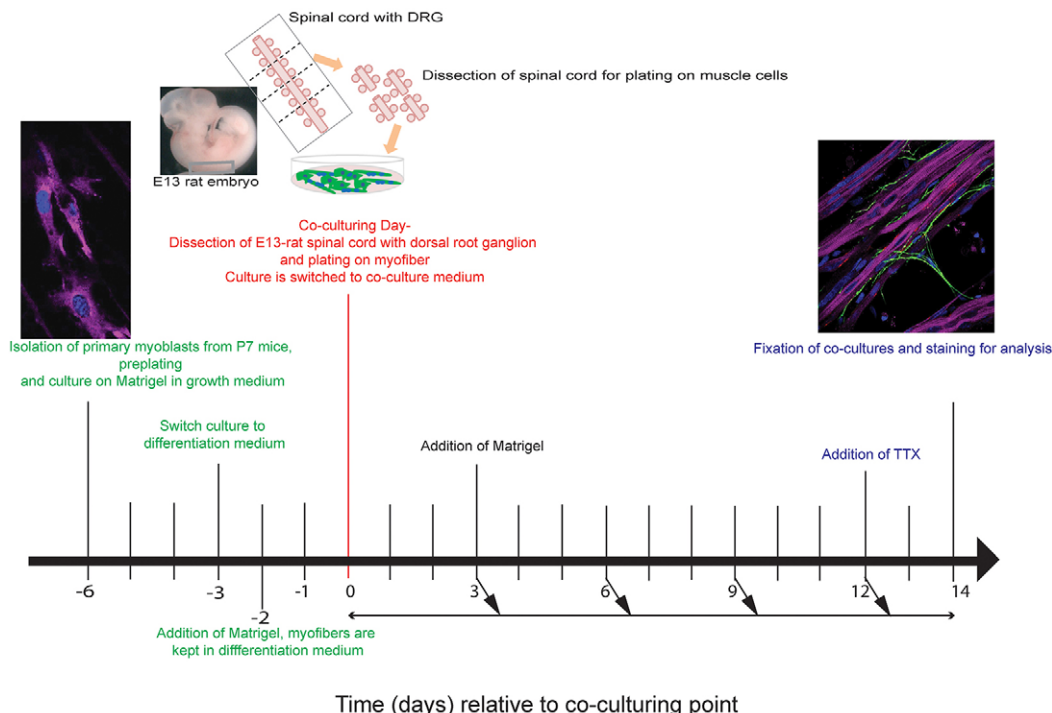 Spinal cord with DRG
Dissection of spinal cord for plating on muscle cells
E13 rat embryo
Co-culturing Day-
Dissection of E13-rat spinal cord with dorsal root ganglion
and plating on myofiber
Culture is switched to co-culture medium
Isolation of primary myoblasts from P7 mice,
preplating
and culture on Matrigel in growth medium
Fixation of co-cultures and staining for analysis
Switch culture to
differentiation medium
Addition of Matrigel
Addition of TTX
-6
-3
-2
-1
0
3
6
9
12
14
Addition of Matrigel, myofibers are
kept in diffferentiation medium
Time (days) relative to co-culturing point